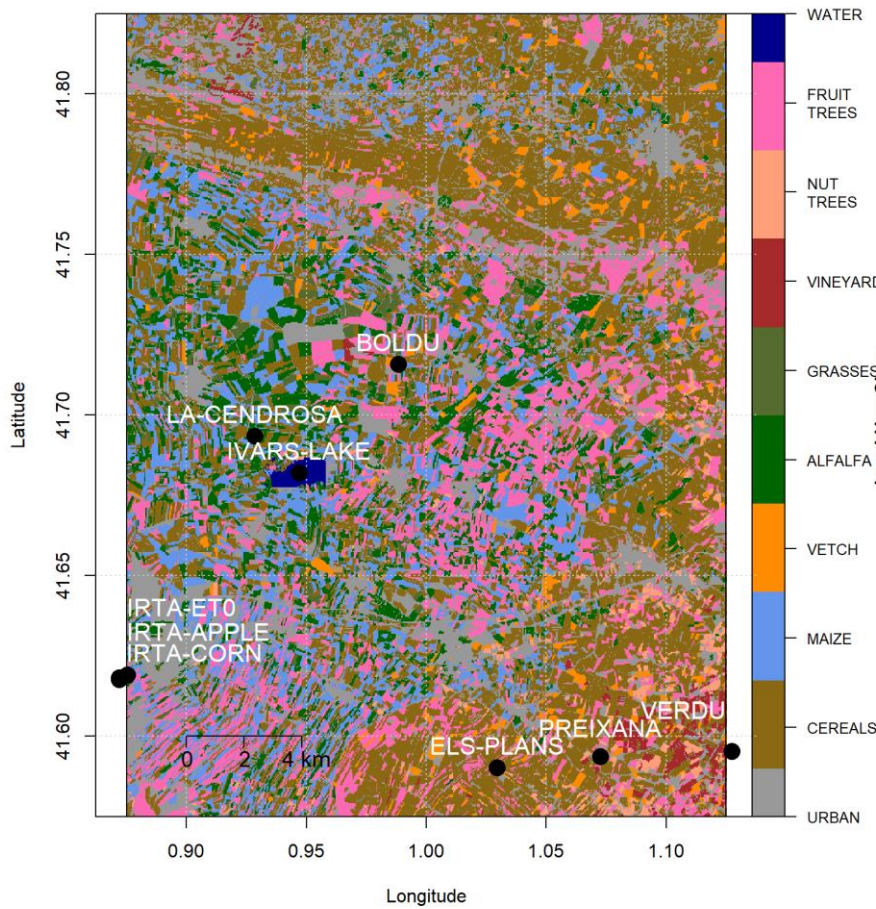 WATER
FRUIT
TREES
NUT
TREES
VINEYARD
GRASSES
ALFALFA
VETCH
MAIZE
CEREALS
URBAN
41.80
41.75
41.70
41.65
41.60
Latitude
BOLDU
LA-CENDROSA
IVARS-LAKE
IRTA-ET0
IRTA-APPLE
IRTA-CORN
VERDU
PREIXANA
ELS-PLANS
0 2 4 km
0.90 0.95 1.00 1.05 1.10
Longitude